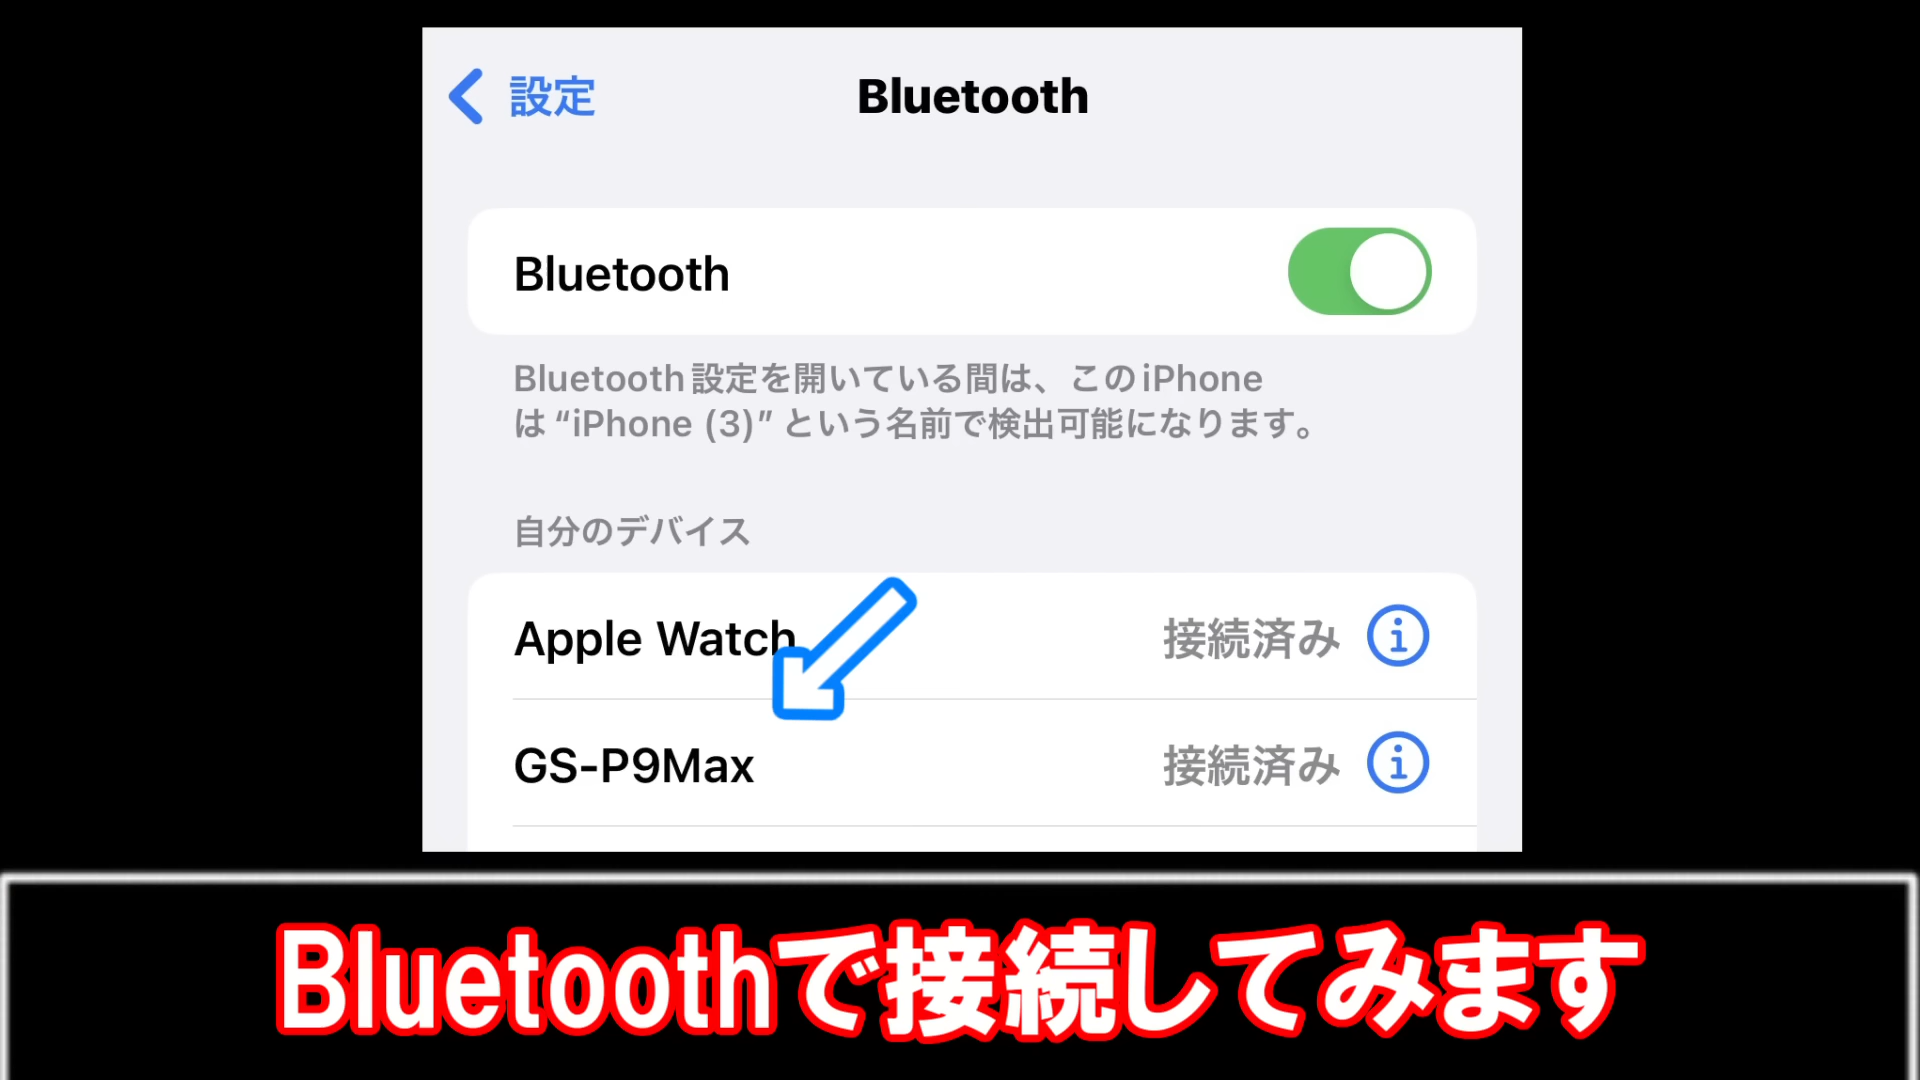 設定
Bluetooth
Bluetooth
Bluetooth設定を開いている間は、このiPhone
は “iPhone (3)” という名前で検出可能になります。
自分のデバイス
Apple Watch 接続済み
GS-P9Max 接続済み
Bluetoothで接続してみます